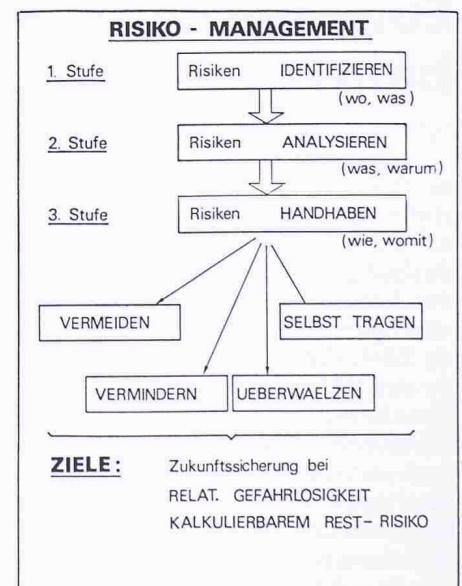 RISIKO - MANAGEMENT
1. Stufe Risiken IDENTIFIZIEREN
(wo, was)
2. Stufe Risiken ANALYSIEREN
(was, warum)
3. Stufe Risiken HANDHABEN
(wie, womit)
VERMEIDEN SELBST TRAGEN
VERMINDERN UEBERWAELZEN
ZIELE: Zukunftssicherung bei
RELAT. GEFAHRLOSIGKEIT
KALKULIERBAREM REST- RISIKO